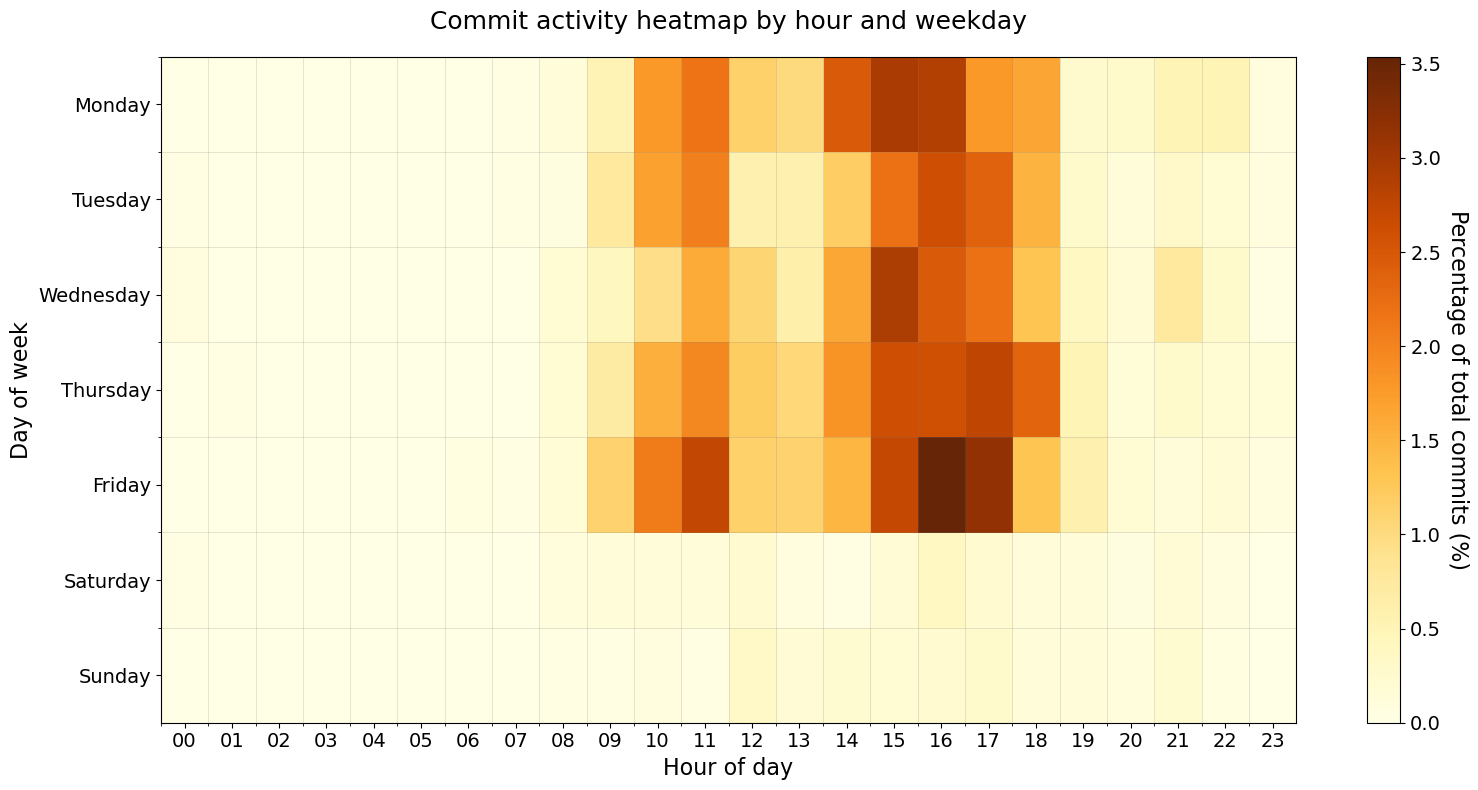 Commit activity heatmap by hour and weekday
Day of week
Monday
Tuesday
Wednesday
Thursday
Friday
Saturday
Sunday
00 01 02 03 04 05 06 07 08 09 10 11 12 13 14 15 16 17 18 19 20 21 22 23
Hour of day
3.5
3.0
2.5
2.0
1.5
1.0
0.5
0.0
Percentage of total commits (%)